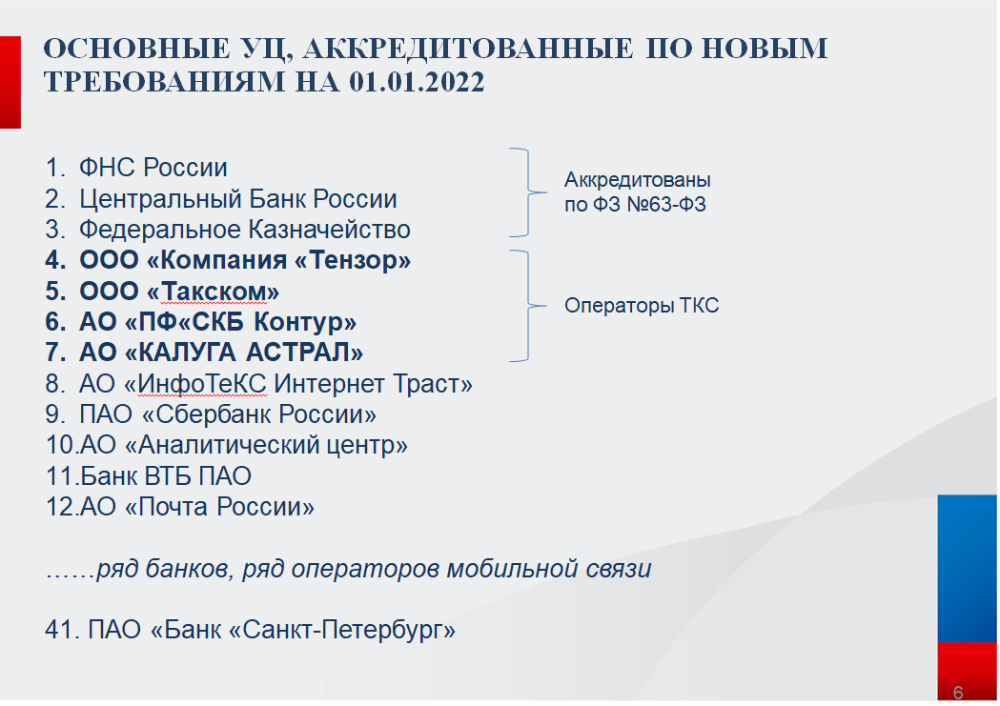 ОСНОВНЫЕ УЦ, АККРЕДИТОВАННЫЕ ПО НОВЫМ
ТРЕБОВАНИЯМ НА 01.01.2022
1. ФНС России
2. Центральный Банк России
3. Федеральное Казначейство
Аккредитованы
по ФЗ №63-ФЗ
4. ООО «Компания «Тензор»
5. ООО «Такском»
6. АО «ПФ«СКБ Контур»
7. АО «КАЛУГА АСТРАЛ»
Операторы ТКС
8. АО «ИнфоТеКС Интернет Траст»
9. ПАО «Сбербанк России»
10.АО «Аналитический центр»
11.Банк ВТБ ПАО
12.АО «Почта России»
……ряд банков, ряд операторов мобильной связи
41. ПАО «Банк «Санкт-Петербург»
6